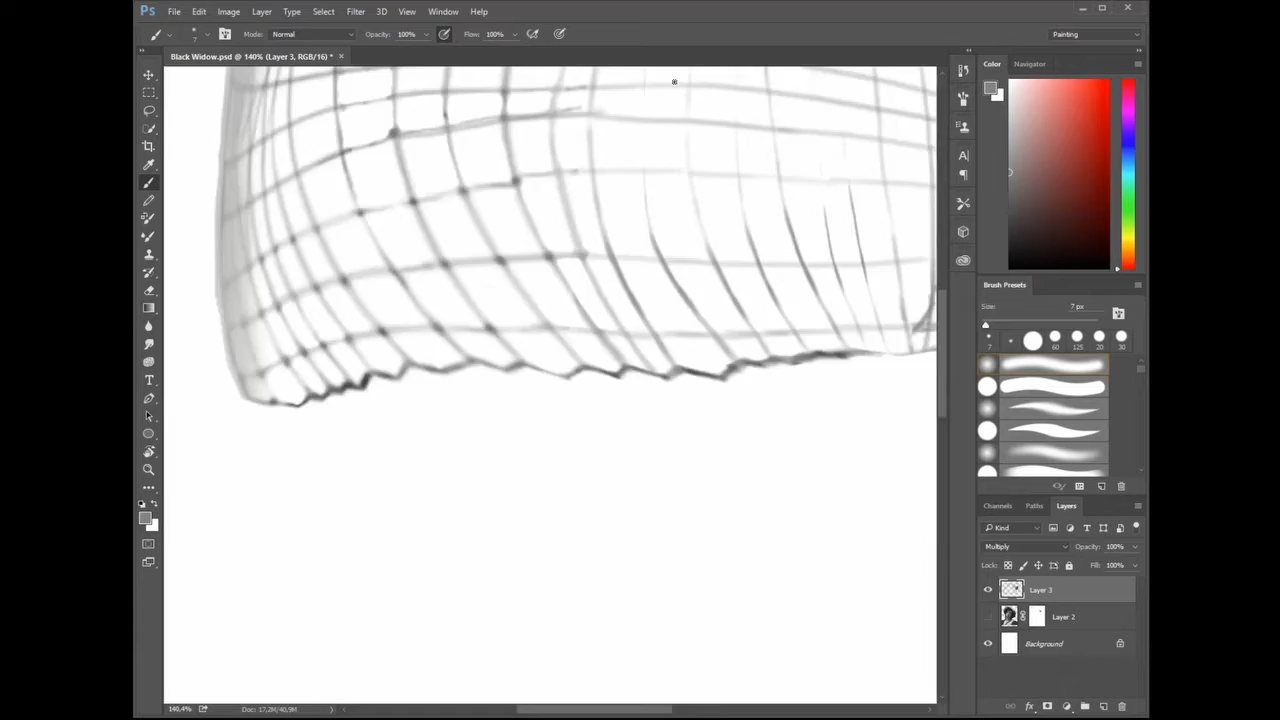 Ps File Edit Image Layer Type Select Filter 3D View Window Help
7 Mode: Normal Opacity: 100% Flow: 100% Painting
Black Widow.psd @ 140% (Layer 3, RGB/16) * ×
Color Navigator
Brush Presets
Size: 7 px
7 60 125 20 30
Channels Paths Layers
Kind
Multiply Opacity: 100%
Lock: Fill: 100%
Layer 3
Layer 2
Background
fx
140,4% Doc: 17,2M/40,9M